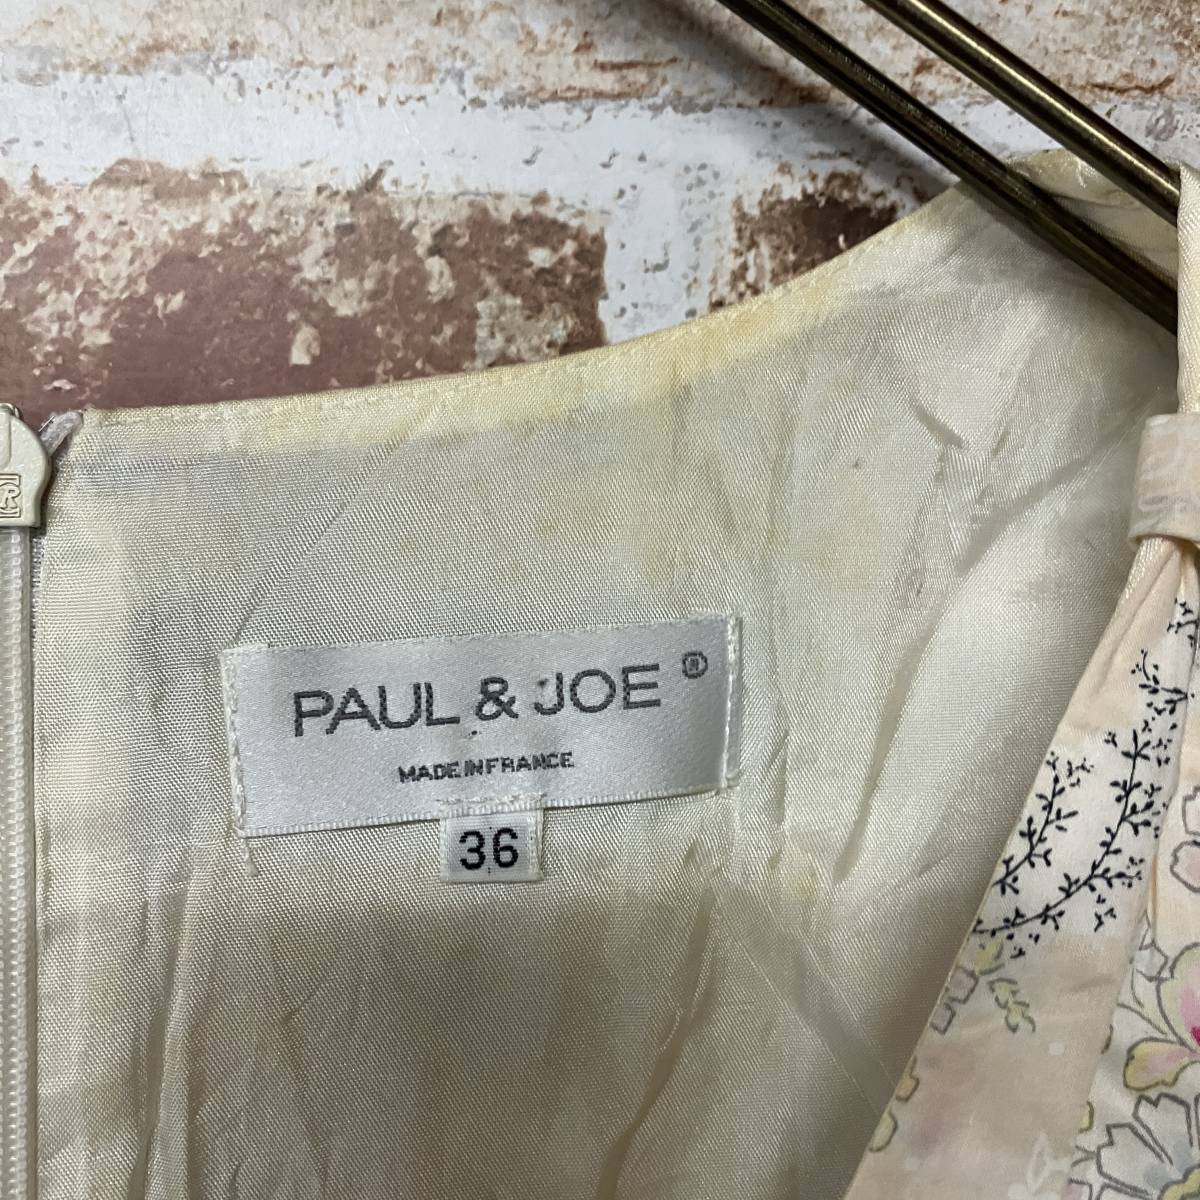 PAUL & JOE ®
MADE IN FRANCE
36
R